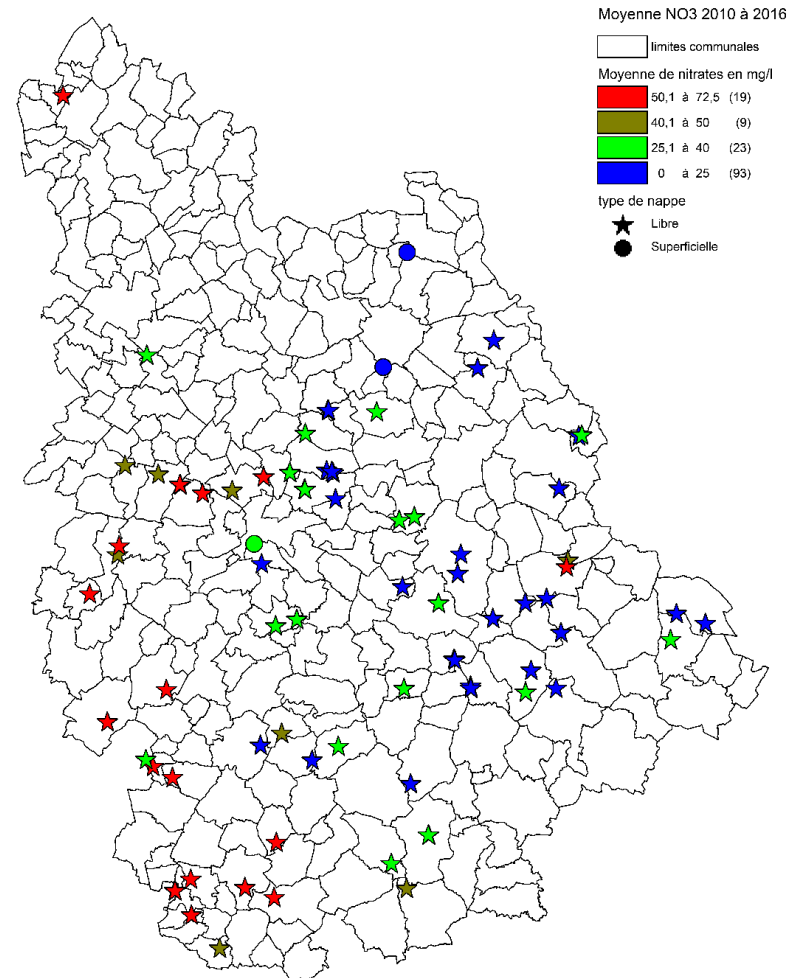 Moyenne NO3 2010 à 2016
limites communales
Moyenne de nitrates en mg/l
50,1 à 72,5 (19)
40,1 à 50 (9)
25,1 à 40 (23)
0 à 25 (93)
type de nappe
Libre
Superficielle